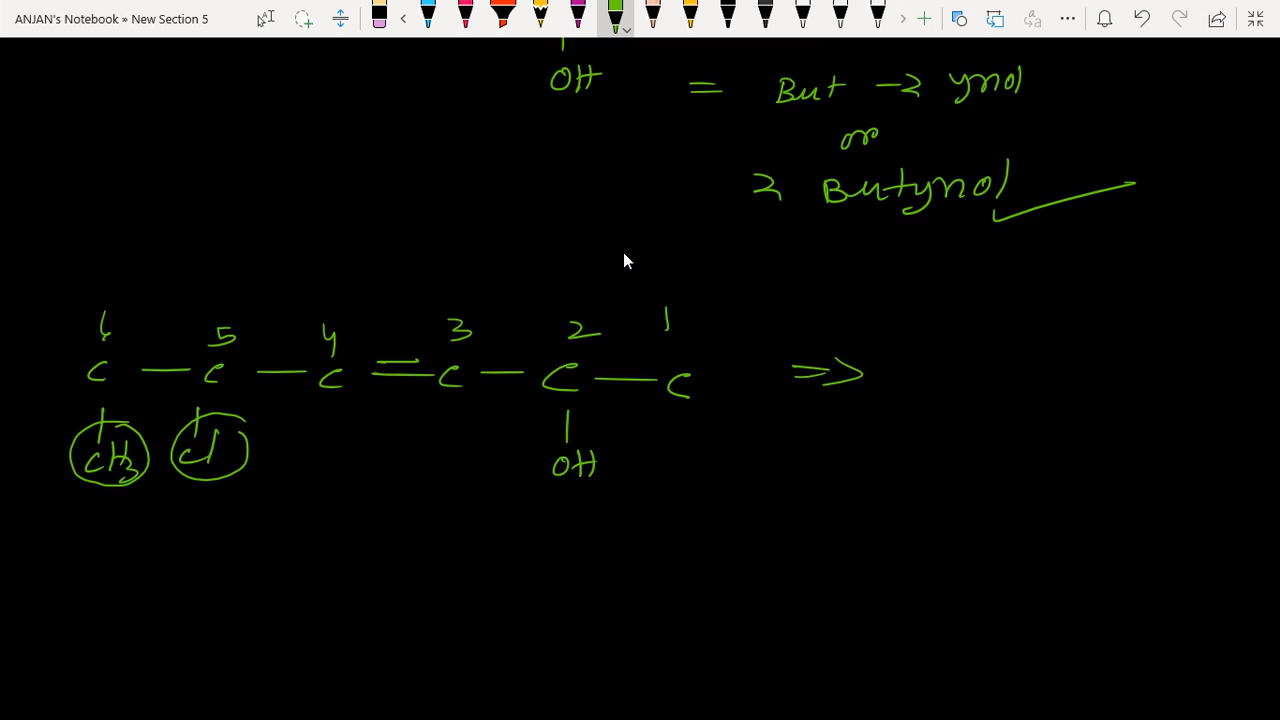 ANJAN's Notebook » New Section 5
OH
= But -2 ynol
or
2 Butynol
6 5 4 3 2 1
C — C — C = C — C — C =>
CH3 Cl OH